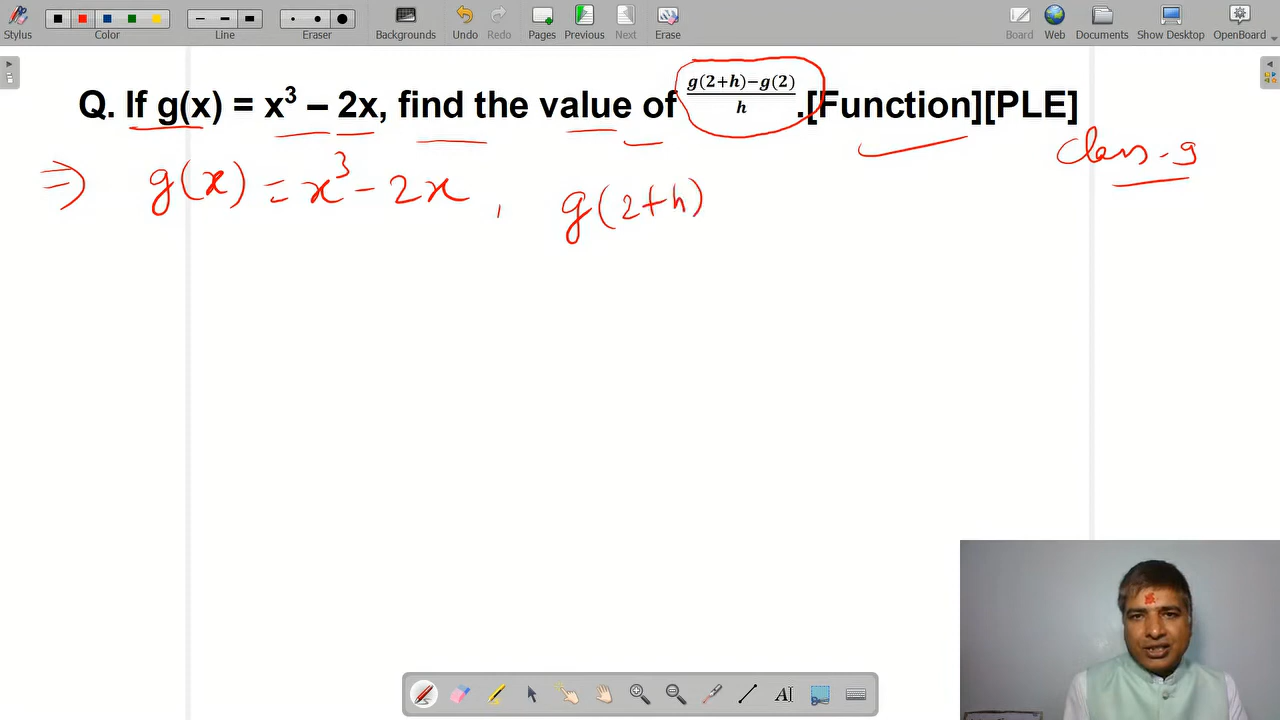 Stylus Color Line Eraser Backgrounds Undo Redo Pages Previous Next Erase Board Web Documents Show Desktop OpenBoard
Q. If g(x) = x³ – 2x, find the value of g(2+h)−g(2)/h .[Function][PLE]
class-9
⇒ g(x) = x³ - 2x , g(2+h)